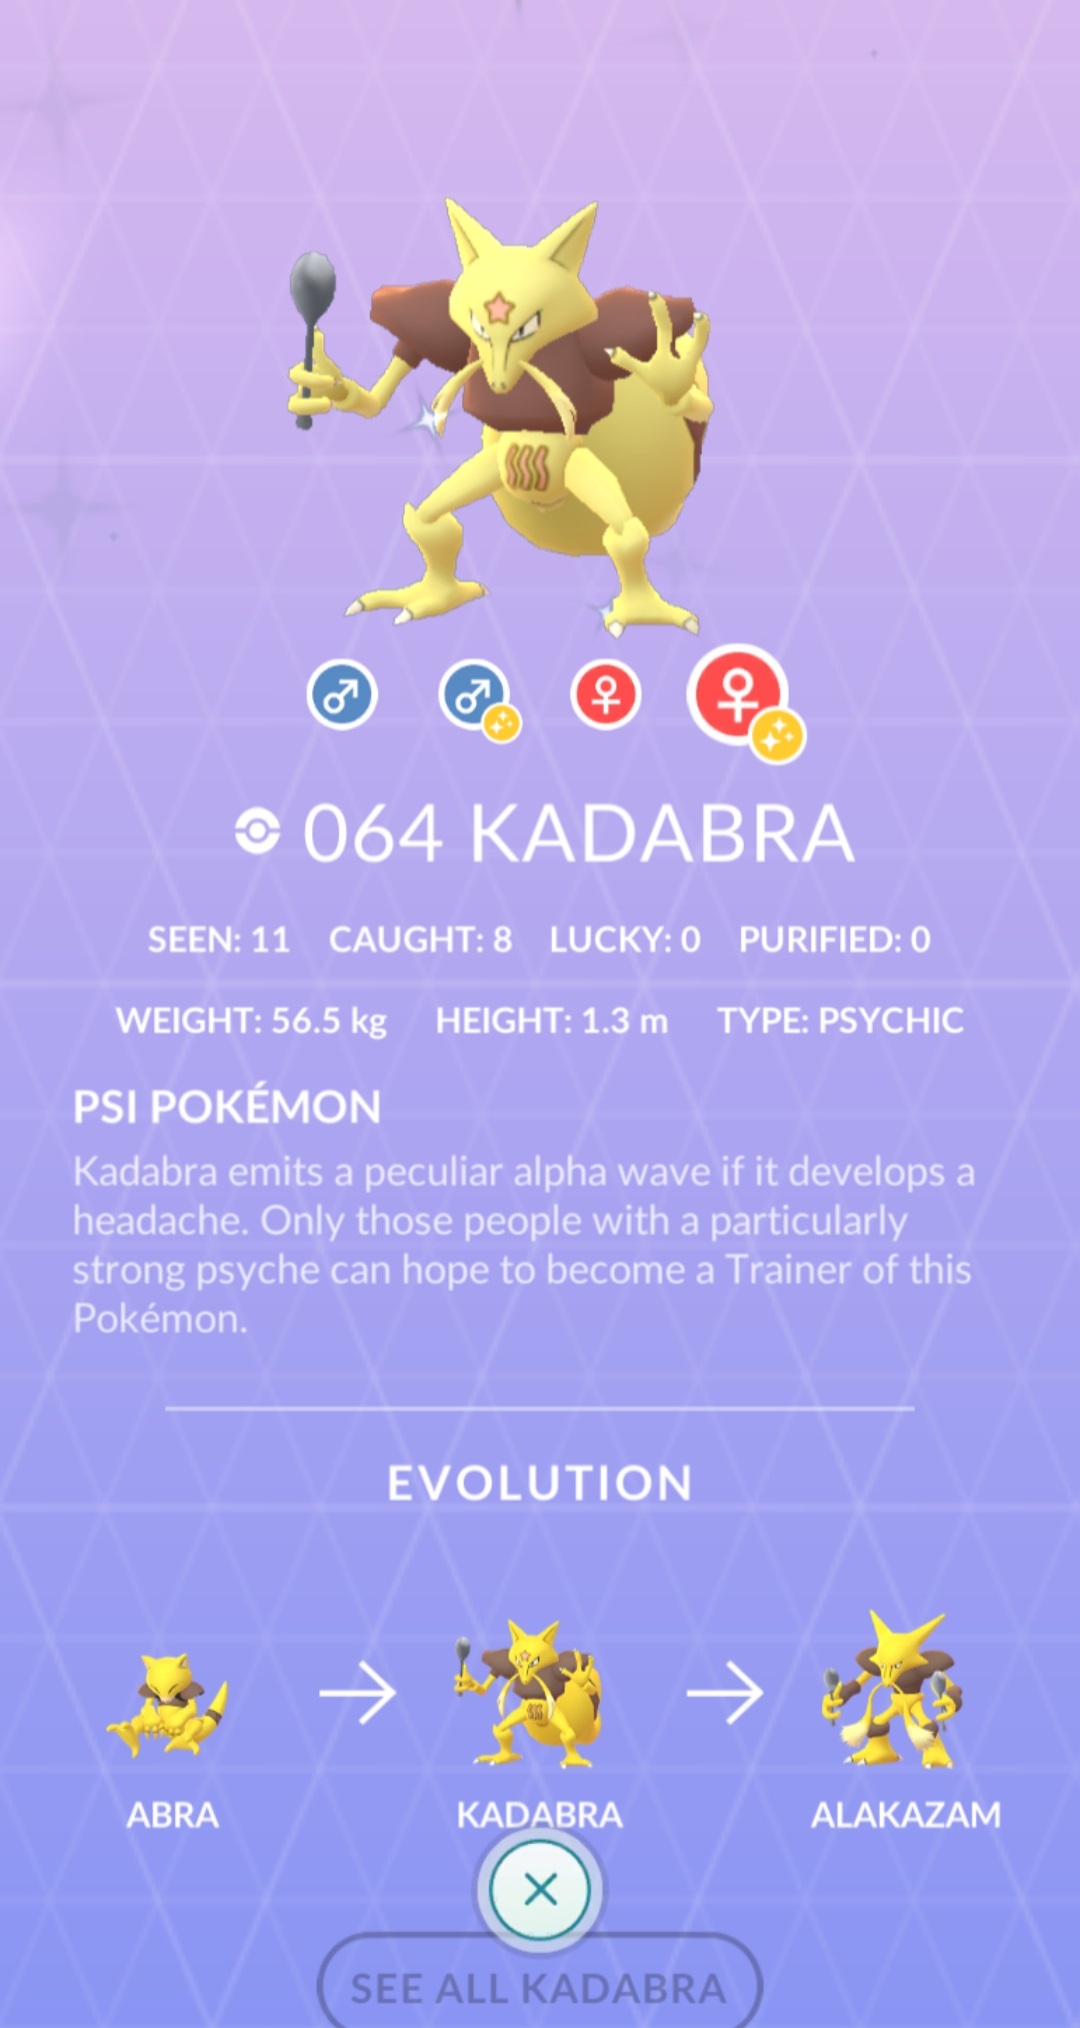 064 KADABRA
SEEN: 11 CAUGHT: 8 LUCKY: 0 PURIFIED: 0
WEIGHT: 56.5 kg HEIGHT: 1.3 m TYPE: PSYCHIC
PSI POKÉMON
Kadabra emits a peculiar alpha wave if it develops a
headache. Only those people with a particularly
strong psyche can hope to become a Trainer of this
Pokémon.
EVOLUTION
ABRA KADABRA ALAKAZAM
SEE ALL KADABRA